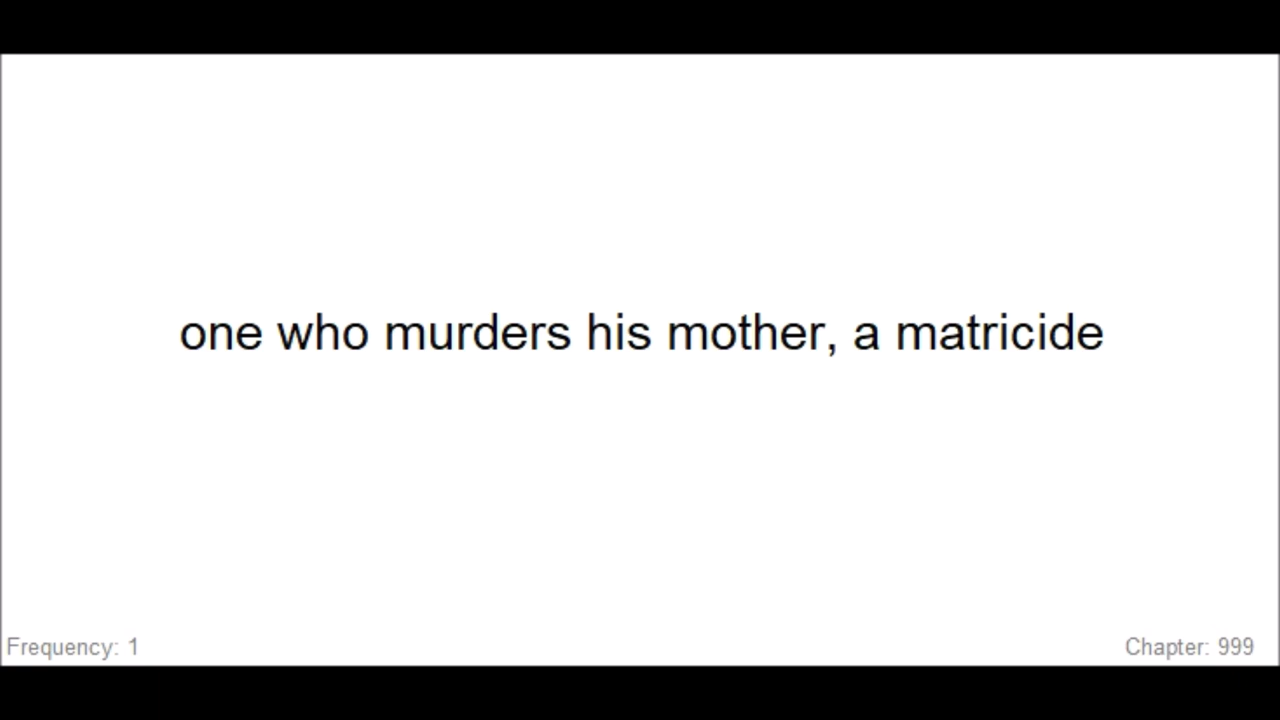 one who murders his mother, a matricide
Frequency: 1
Chapter: 999